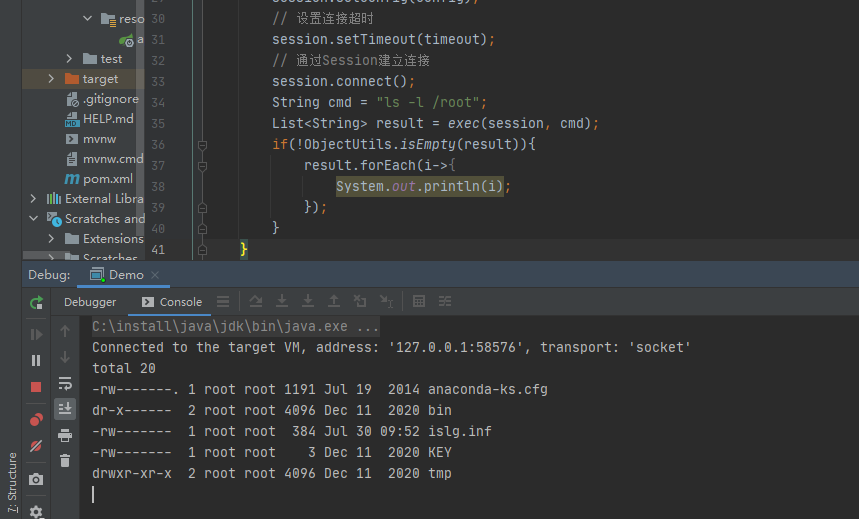 reso
a
test
target
.gitignore
HELP.md
mvnw
mvnw.cmd
pom.xml
External Libra
Scratches and
Extensions
30 // 设置连接超时
31 session.setTimeout(timeout);
32 // 通过Session建立连接
33 session.connect();
34 String cmd = "ls -l /root";
35 List<String> result = exec(session, cmd);
36 if(!ObjectUtils.isEmpty(result)){
37 result.forEach(i->{
38 System.out.println(i);
39 });
40 }
41 }
Debug: Demo
Debugger Console
C:\install\java\jdk\bin\java.exe ...
Connected to the target VM, address: '127.0.0.1:58576', transport: 'socket'
total 20
-rw-------. 1 root root 1191 Jul 19  2014 anaconda-ks.cfg
dr-x------  2 root root 4096 Dec 11  2020 bin
-rw-------  1 root root  384 Jul 30 09:52 islg.inf
-rw-------  1 root root    3 Dec 11  2020 KEY
drwxr-xr-x  2 root root 4096 Dec 11  2020 tmp
7: Structure